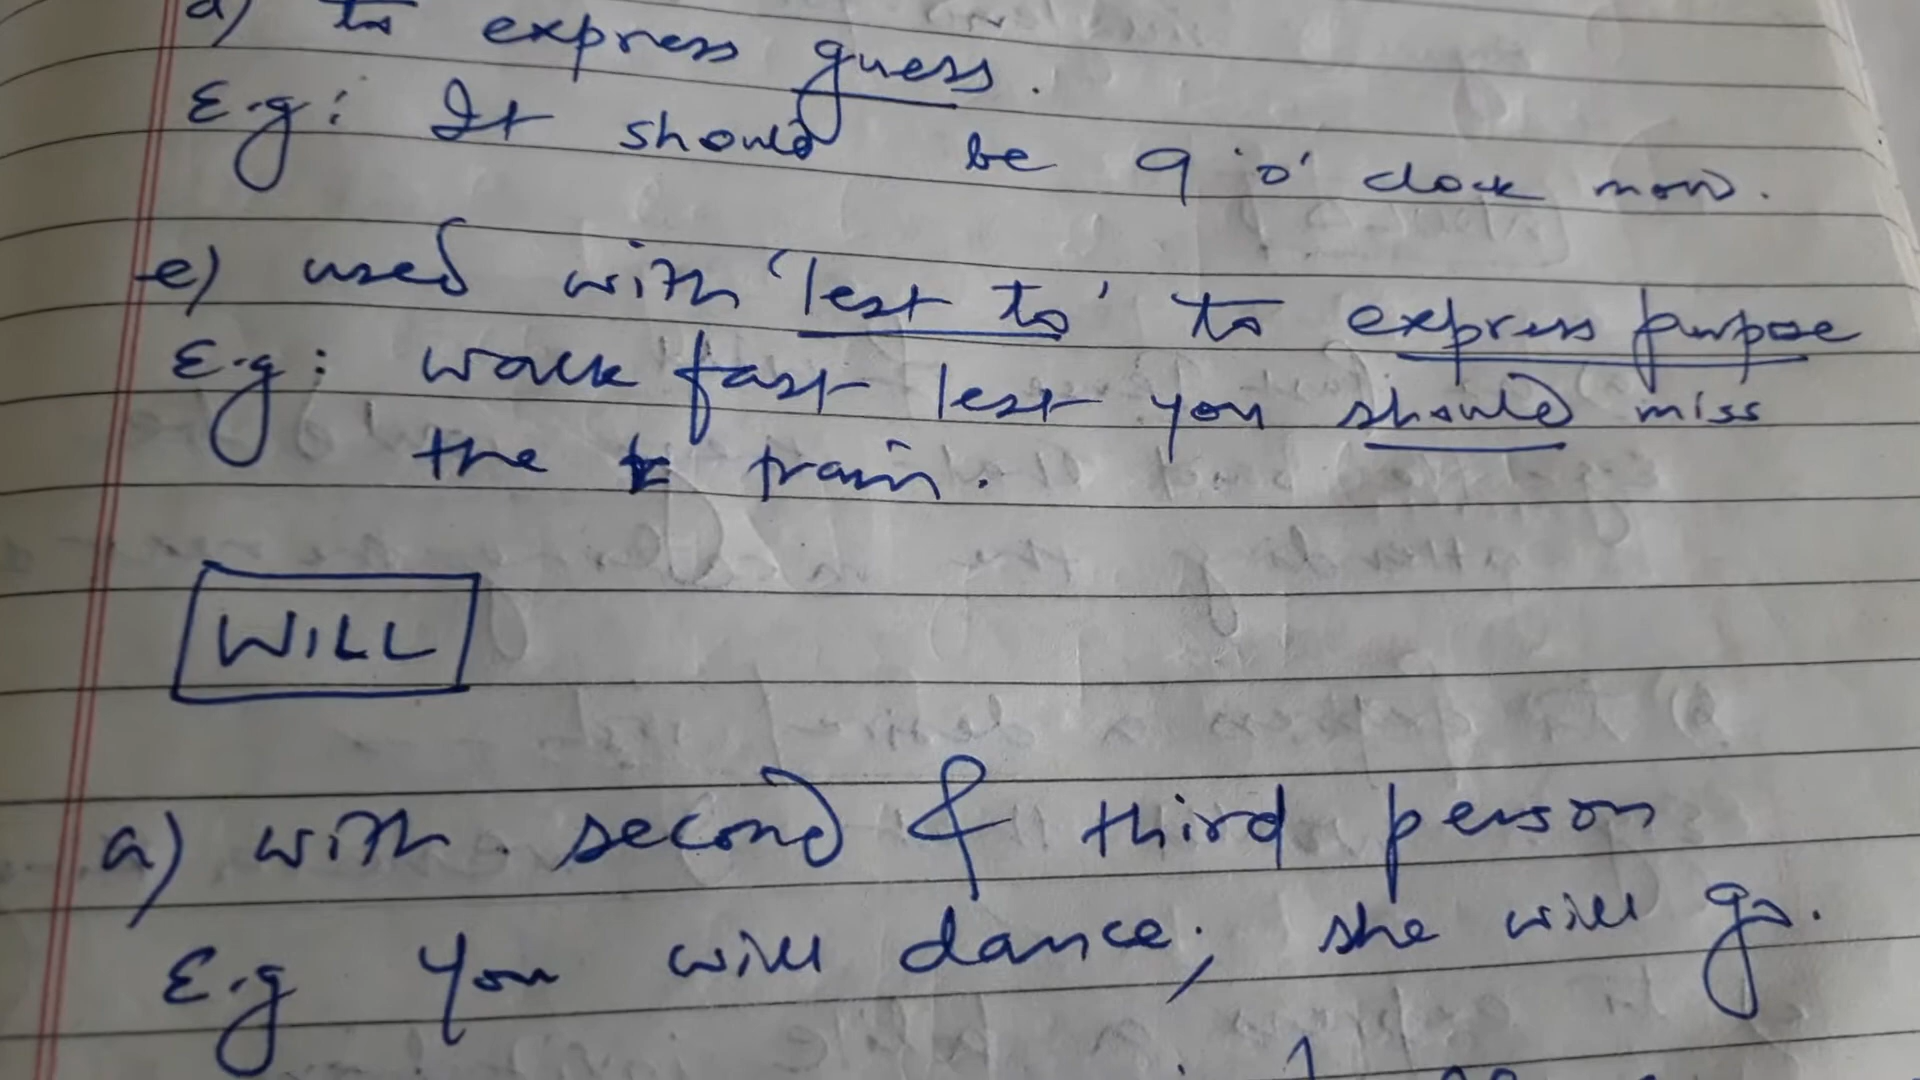 d) to express guess.
E.g: It should be 9 'o' clock now.
e) used with 'lest to' to express purpose
E.g: walk fast lest you should miss
the train.
WILL
a) with second & third person
E.g you will dance; she will go.